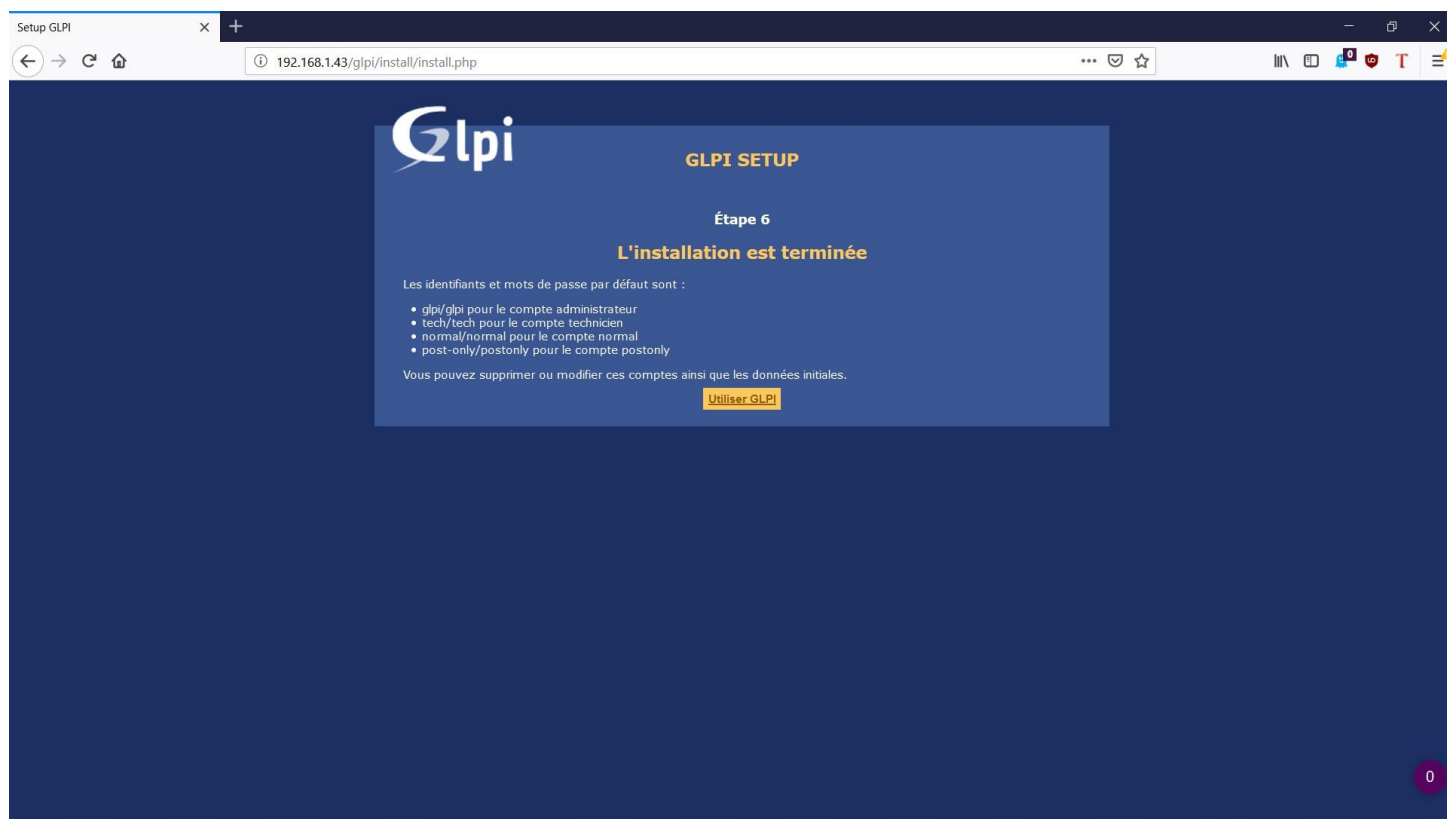 Setup GLPI
192.168.1.43/glpi/install/install.php
0
T
Glpi
GLPI SETUP
Étape 6
L'installation est terminée
Les identifiants et mots de passe par défaut sont :
• glpi/glpi pour le compte administrateur
• tech/tech pour le compte technicien
• normal/normal pour le compte normal
• post-only/postonly pour le compte postonly
Vous pouvez supprimer ou modifier ces comptes ainsi que les données initiales.
Utiliser GLPI
0